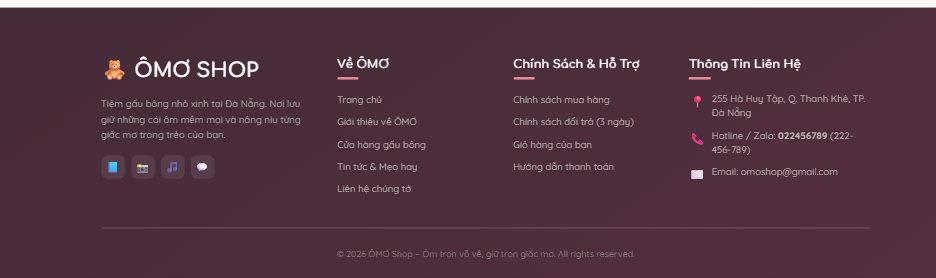 ÔMƠ SHOP
Tiệm gấu bông nhỏ xinh tại Đà Nẵng. Nơi lưu
giữ những cái ôm mềm mại và nâng niu từng
giấc mơ trong trẻo của bạn.
Về ÔMƠ
Trang chủ
Giới thiệu về ÔMƠ
Cửa hàng gấu bông
Tin tức & Mẹo hay
Liên hệ chúng tớ
Chính Sách & Hỗ Trợ
Chính sách mua hàng
Chính sách đổi trả (3 ngày)
Giỏ hàng của bạn
Hướng dẫn thanh toán
Thông Tin Liên Hệ
255 Hà Huy Tập, Q. Thanh Khê, TP.
Đà Nẵng
Hotline / Zalo: 022456789 (222-
456-789)
Email: omoshop@gmail.com
© 2026 ÔMƠ Shop – Ôm trọn vỗ về, giữ trọn giấc mơ. All rights reserved.